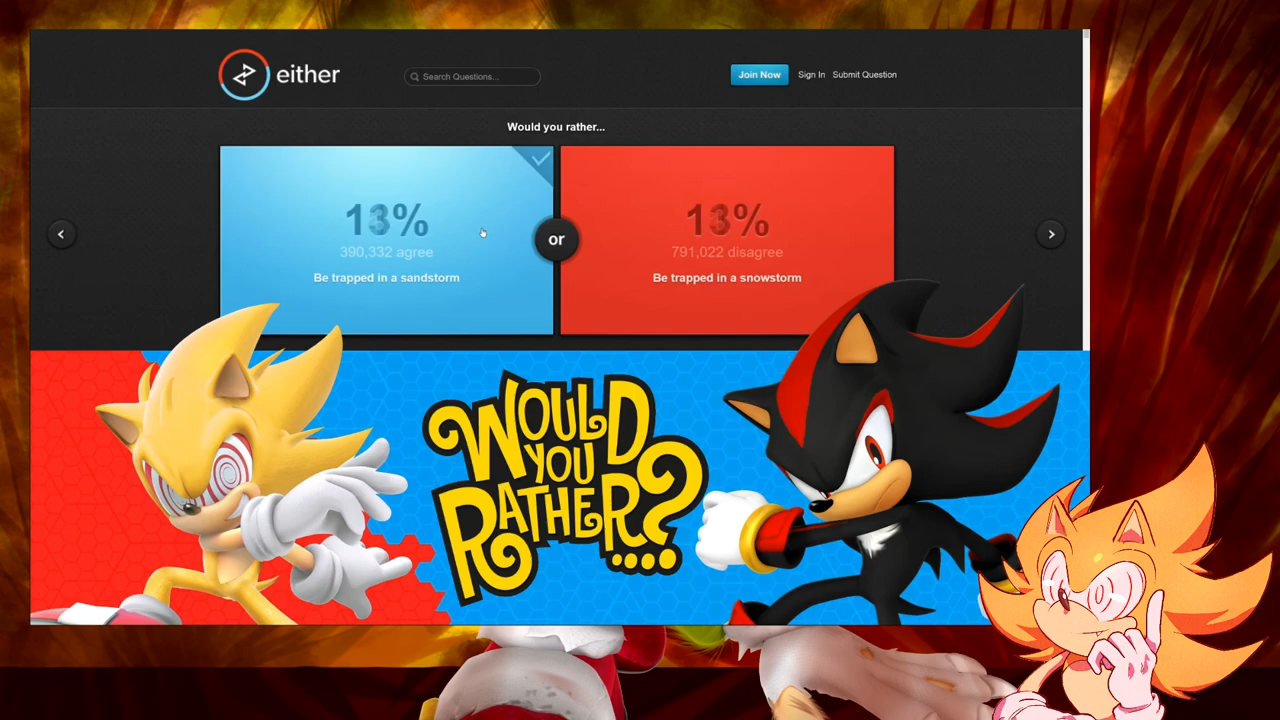 either
Search Questions...
Join Now
Sign In
Submit Question
Would you rather...
13%
390,332 agree
Be trapped in a sandstorm
or
13%
791,022 disagree
Be trapped in a snowstorm
WOULD
YOU
RATHER....?